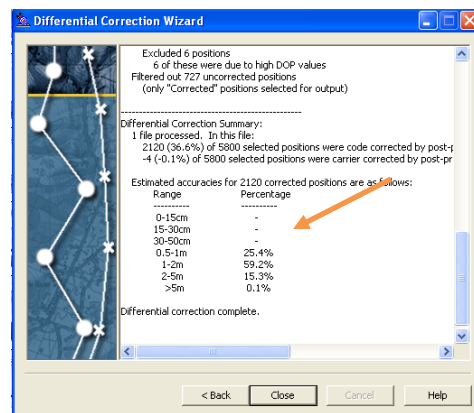 Differential Correction Wizard
Excluded 6 positions
6 of these were due to high DOP values
Filtered out 727 uncorrected positions
(only "Corrected" positions selected for output)
----------------------------------------------------
Differential Correction Summary:
1 file processed. In this file:
2120 (36.6%) of 5800 selected positions were code corrected by post-p
-4 (-0.1%) of 5800 selected positions were carrier corrected by post-pr
Estimated accuracies for 2120 corrected positions are as follows:
Range Percentage
---------- ----------
0-15cm -
15-30cm -
30-50cm -
0.5-1m 25.4%
1-2m 59.2%
2-5m 15.3%
>5m 0.1%
Differential correction complete.
< Back Close Cancel Help